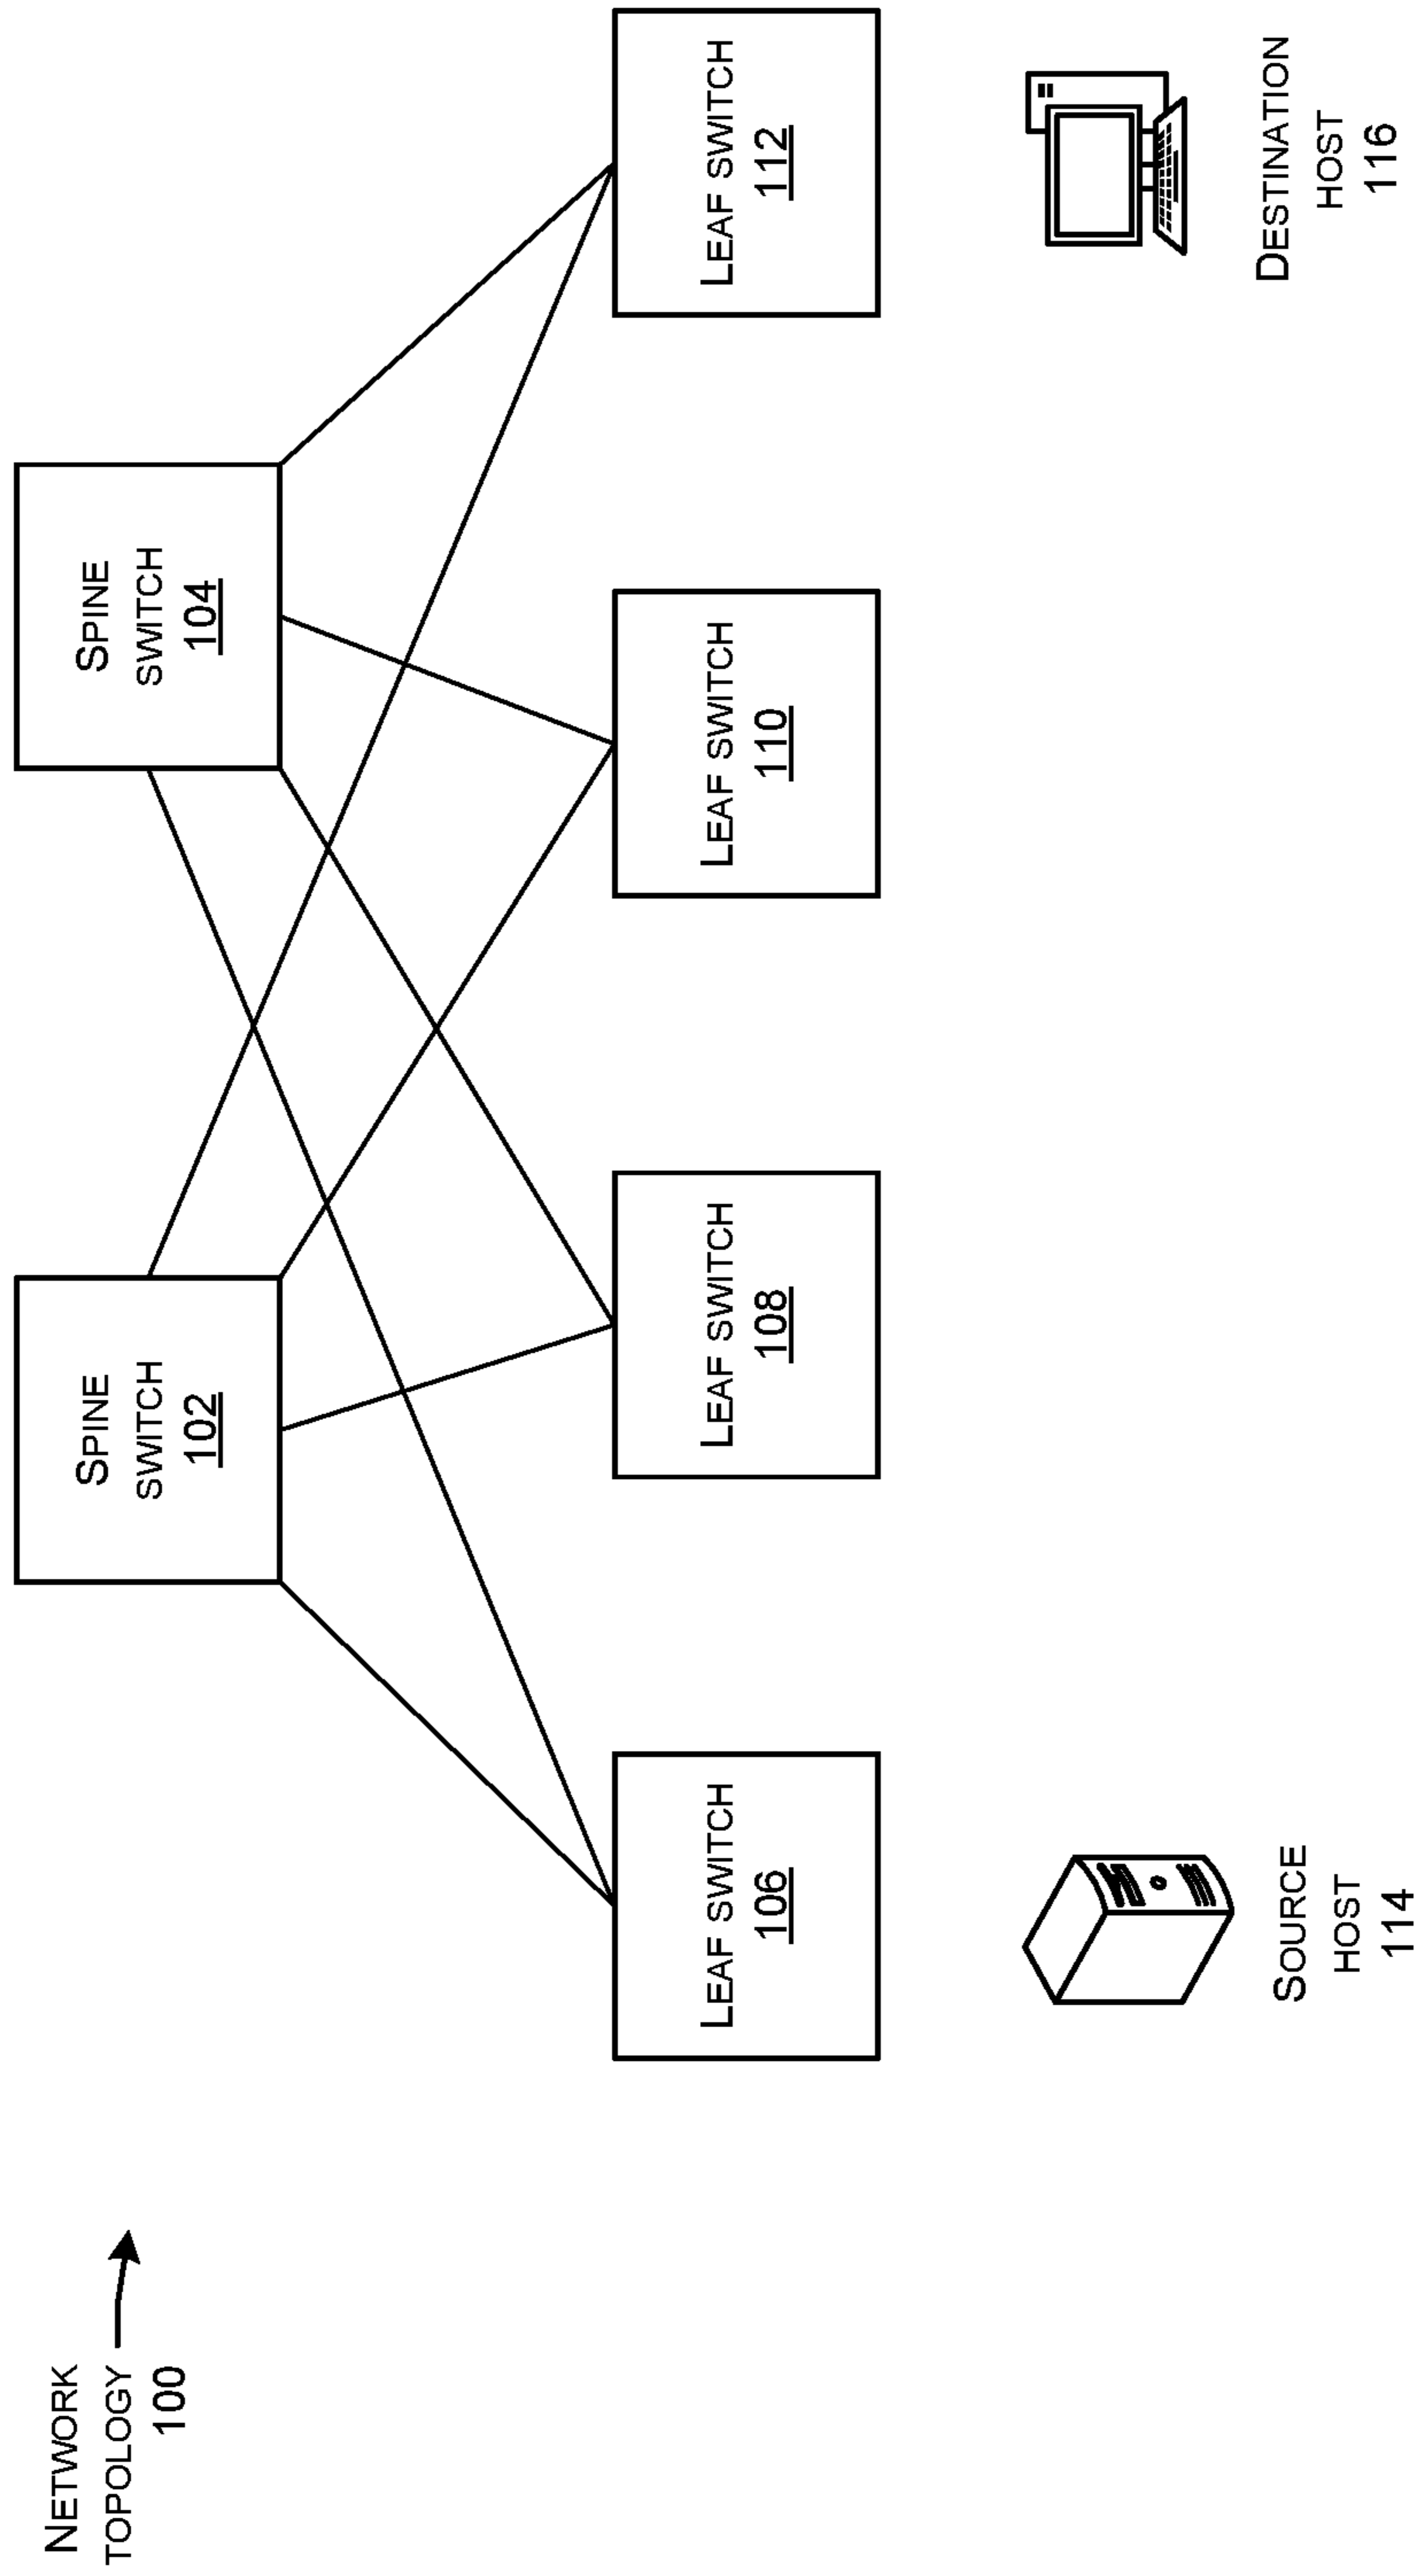 NETWORK
TOPOLOGY
100
SPINE
SWITCH
102
SPINE
SWITCH
104
LEAF SWITCH
106
LEAF SWITCH
108
LEAF SWITCH
110
LEAF SWITCH
112
SOURCE
HOST
114
DESTINATION
HOST
116